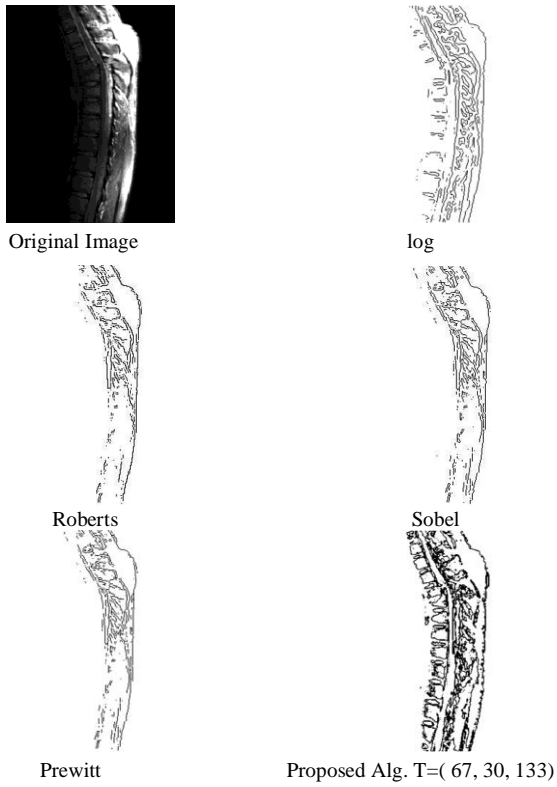 Original Image
log
Roberts
Sobel
Prewitt
Proposed Alg. T=( 67, 30, 133)